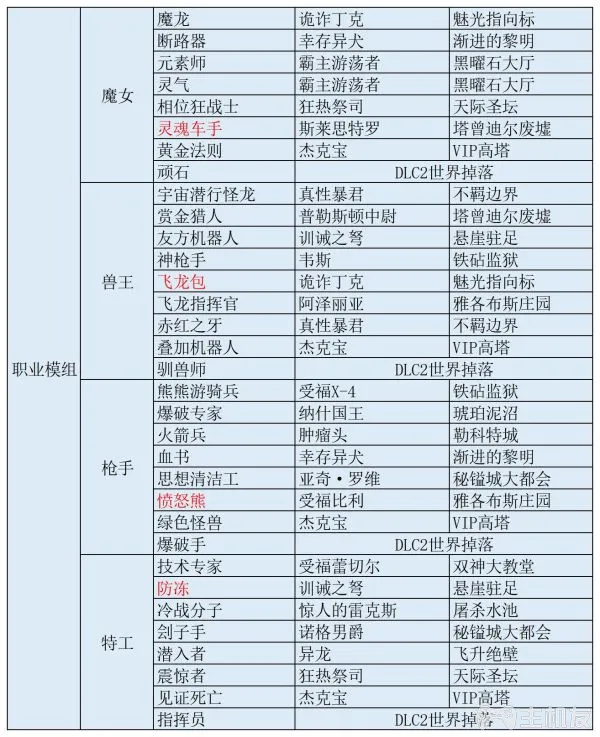 职业模组
魔女
魔龙 诡诈丁克 魅光指向标
断路器 幸存异犬 渐进的黎明
元素师 霸主游荡者 黑曜石大厅
灵气 霸主游荡者 黑曜石大厅
相位狂战士 狂热祭司 天际圣坛
灵魂车手 斯莱思特罗 塔曾迪尔废墟
黄金法则 杰克宝 VIP高塔
顽石 DLC2世界掉落
兽王
宇宙潜行怪龙 真性暴君 不羁边界
赏金猎人 普勒斯顿中尉 塔曾迪尔废墟
友方机器人 训诫之弩 悬崖驻足
神枪手 韦斯 铁砧监狱
飞龙包 诡诈丁克 魅光指向标
飞龙指挥官 阿泽丽亚 雅各布斯庄园
赤红之牙 真性暴君 不羁边界
叠加机器人 杰克宝 VIP高塔
驯兽师 DLC2世界掉落
枪手
熊熊游骑兵 受福X-4 铁砧监狱
爆破专家 纳什国王 琥珀泥沼
火箭兵 肿瘤头 勒科特城
血书 幸存异犬 渐进的黎明
思想清洁工 亚奇·罗维 秘镒城大都会
愤怒熊 受福比利 雅各布斯庄园
绿色怪兽 杰克宝 VIP高塔
爆破手 DLC2世界掉落
特工
技术专家 受福蕾切尔 双神大教堂
防冻 训诫之弩 悬崖驻足
冷战分子 惊人的雷克斯 屠杀水池
刽子手 诺格男爵 秘镒城大都会
潜入者 异龙 飞升绝壁
震惊者 狂热祭司 天际圣坛
见证死亡 杰克宝 VIP高塔
指挥员 DLC2世界掉落
主机友